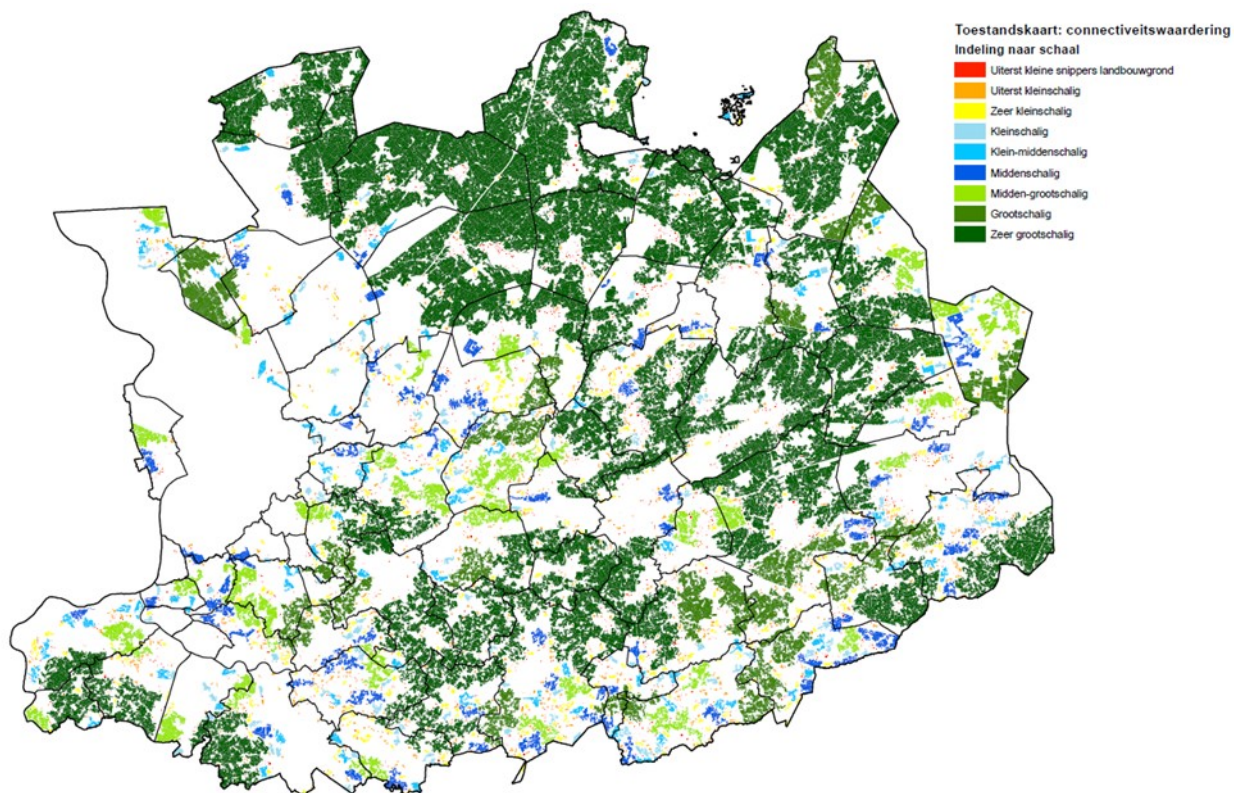 Toestandskaart: connectiveitswaardering
Indeling naar schaal
Uiterst kleine snippers landbouwgrond
Uiterst kleinschalig
Zeer kleinschalig
Kleinschalig
Klein-middenschalig
Middenschalig
Midden-grootschalig
Grootschalig
Zeer grootschalig